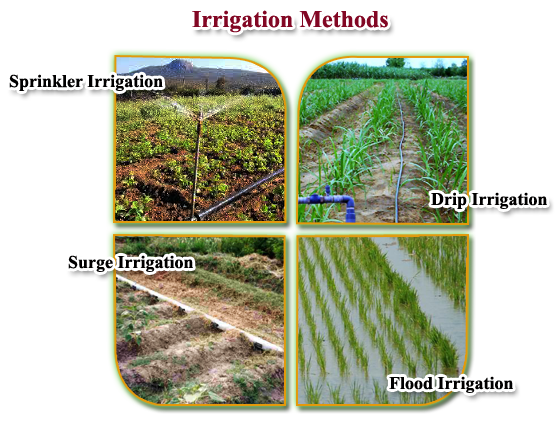 Irrigation Methods
Sprinkler Irrigation
Drip Irrigation
Surge Irrigation
Flood Irrigation